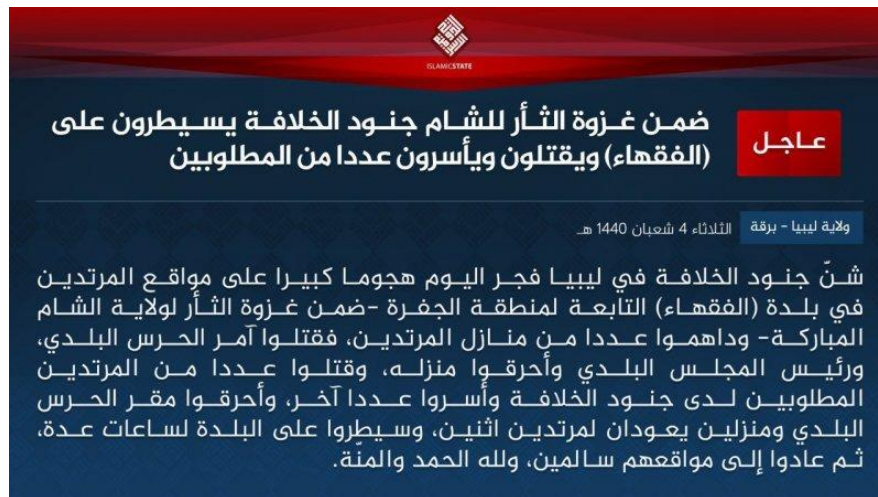 ISLAMICSTATE
ضمن غزوة الثأر للشام جنود الخلافة يسيطرون على
(الفقهاء) ويقتلون ويأسرون عددا من المطلوبين
عاجل
ولاية ليبيا - برقة الثلاثاء 4 شعبان 1440 هـ
شنّ جنود الخلافة في ليبيا فجر اليوم هجوما كبيرا على مواقع المرتدين
في بلدة (الفقهاء) التابعة لمنطقة الجفرة -ضمن غزوة الثأر لولاية الشام
المباركة- وداهموا عددا من منازل المرتدين، فقتلوا آمر الحرس البلدي،
ورئيس المجلس البلدي وأحرقوا منزله، وقتلوا عددا من المرتدين
المطلوبين لدى جنود الخلافة وأسروا عددا آخر، وأحرقوا مقر الحرس
البلدي ومنزلين يعودان لمرتدين اثنين، وسيطروا على البلدة لساعات عدة،
ثم عادوا إلى مواقعهم سالمين، ولله الحمد والمنّة.